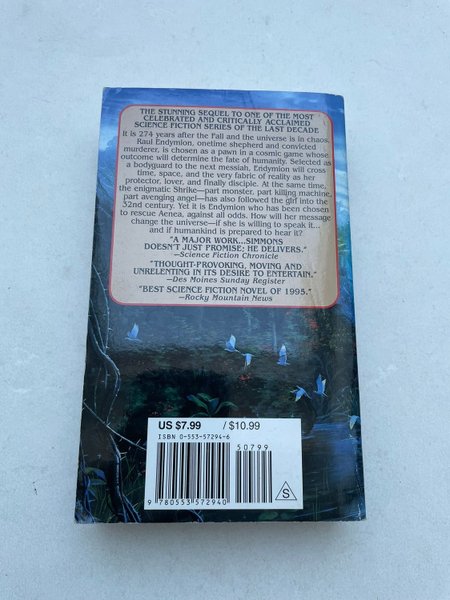 THE STUNNING SEQUEL TO ONE OF THE MOST
CELEBRATED AND CRITICALLY ACCLAIMED
SCIENCE FICTION SERIES OF THE LAST DECADE
It is 274 years after the Fall and the universe is in chaos.
Raul Endymion, onetime shepherd and convicted
murderer, is chosen as a pawn in a cosmic game whose
outcome will determine the fate of humanity. Selected as
a bodyguard to the next messiah, Endymion will cross
time, space, and the very fabric of reality as her
protector, lover, and finally disciple. At the same time,
the enigmatic Shrike—part monster, part killing machine,
part avenging angel—has also followed the girl into the
32nd century. Yet it is Endymion who has been chosen
to rescue Aenea, against all odds. How will her message
change the universe—if she is willing to speak it...
and if humankind is prepared to hear it?
"A MAJOR WORK...SIMMONS
DOESN'T JUST PROMISE; HE DELIVERS."
—Science Fiction Chronicle
"THOUGHT-PROVOKING, MOVING AND
UNRELENTING IN ITS DESIRE TO ENTERTAIN."
—Des Moines Sunday Register
"BEST SCIENCE FICTION NOVEL OF 1995."
—Rocky Mountain News
US $7.99 / $10.99
ISBN 0-553-57294-6
50799
9 780553 572940
S